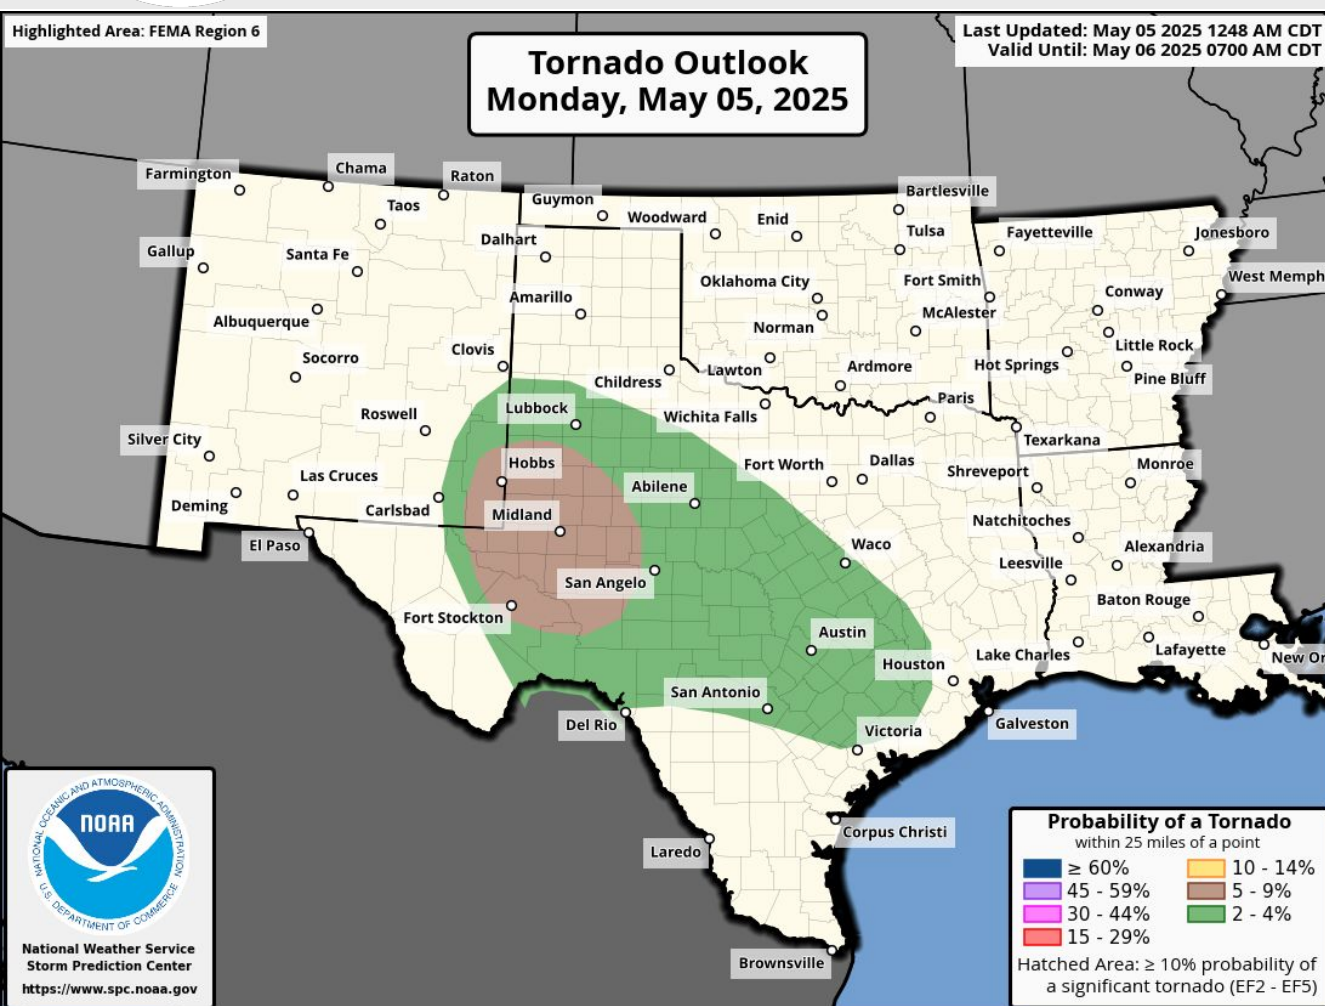 Highlighted Area: FEMA Region 6
Last Updated: May 05 2025 1248 AM CDT
Valid Until: May 06 2025 0700 AM CDT
Tornado Outlook
Monday, May 05, 2025
Farmington
Chama
Raton
Taos
Guymon
Woodward
Enid
Bartlesville
Tulsa
Fayetteville
Jonesboro
Gallup
Santa Fe
Dalhart
Oklahoma City
Fort Smith
West Memph
Amarillo
Conway
Albuquerque
Norman
McAlester
Little Rock
Socorro
Clovis
Childress
Lawton
Ardmore
Hot Springs
Pine Bluff
Roswell
Lubbock
Wichita Falls
Paris
Texarkana
Silver City
Las Cruces
Hobbs
Fort Worth
Dallas
Shreveport
Monroe
Deming
Carlsbad
Abilene
Midland
Natchitoches
El Paso
Waco
Alexandria
Leesville
San Angelo
Baton Rouge
Fort Stockton
Austin
Lake Charles
Lafayette
New Or
Houston
San Antonio
Del Rio
Victoria
Galveston
Corpus Christi
Laredo
Brownsville
NATIONAL OCEANIC AND ATMOSPHERIC ADMINISTRATION
NOAA
U.S. DEPARTMENT OF COMMERCE
National Weather Service
Storm Prediction Center
https://www.spc.noaa.gov
Probability of a Tornado
within 25 miles of a point
≥ 60%
10 - 14%
45 - 59%
5 - 9%
30 - 44%
2 - 4%
15 - 29%
Hatched Area: ≥ 10% probability of
a significant tornado (EF2 - EF5)